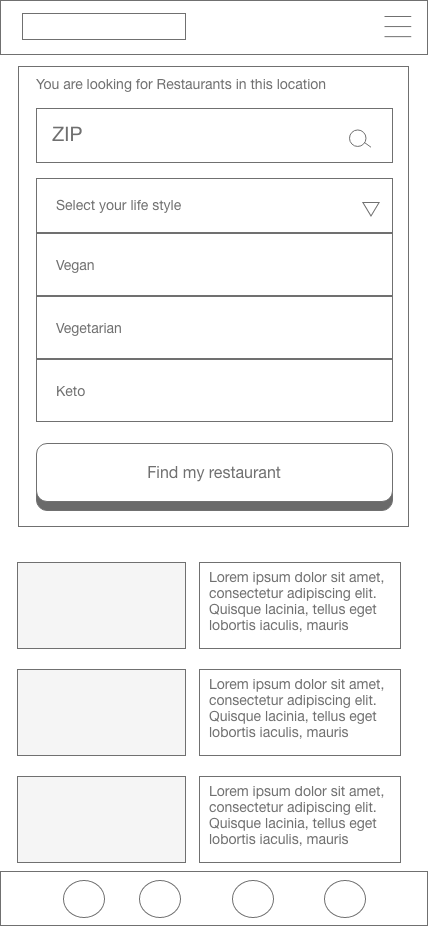 You are looking for Restaurants in this location
ZIP
Select your life style
Vegan
Vegetarian
Keto
Find my restaurant
Lorem ipsum dolor sit amet,
consectetur adipiscing elit.
Quisque lacinia, tellus eget
lobortis iaculis, mauris
Lorem ipsum dolor sit amet,
consectetur adipiscing elit.
Quisque lacinia, tellus eget
lobortis iaculis, mauris
Lorem ipsum dolor sit amet,
consectetur adipiscing elit.
Quisque lacinia, tellus eget
lobortis iaculis, mauris